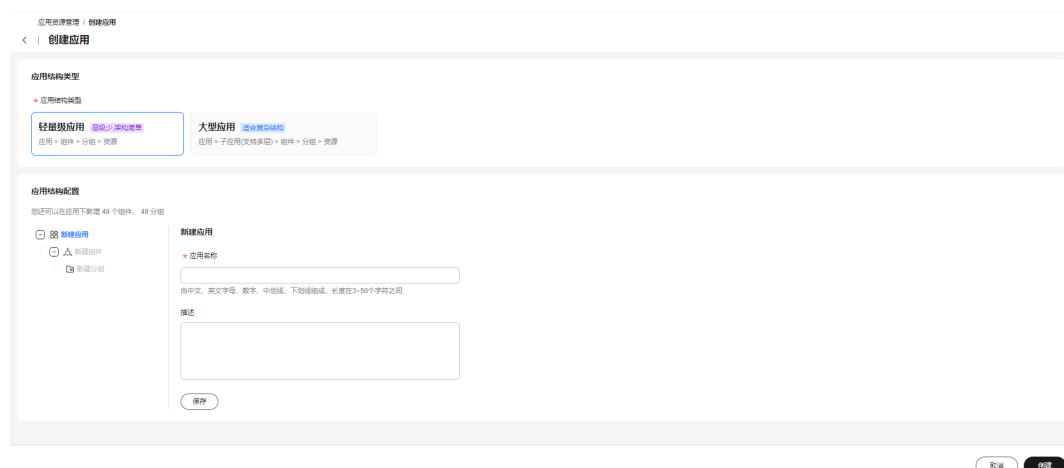 应用资源管理 / 创建应用
< | 创建应用
应用结构类型
* 应用结构类型
轻量级应用 层级少,架构简单
应用 > 组件 > 分组 > 资源
大型应用 适合复杂结构
应用 > 子应用(支持多层) > 组件 > 分组 > 资源
应用结构配置
您还可以在应用下新增 49 个组件， 49 分组
新建应用
新建组件
新建分组
新建应用
* 应用名称
由中文、英文字母、数字、中划线、下划线组成，长度在3~50个字符之间
描述
保存
取消
创建